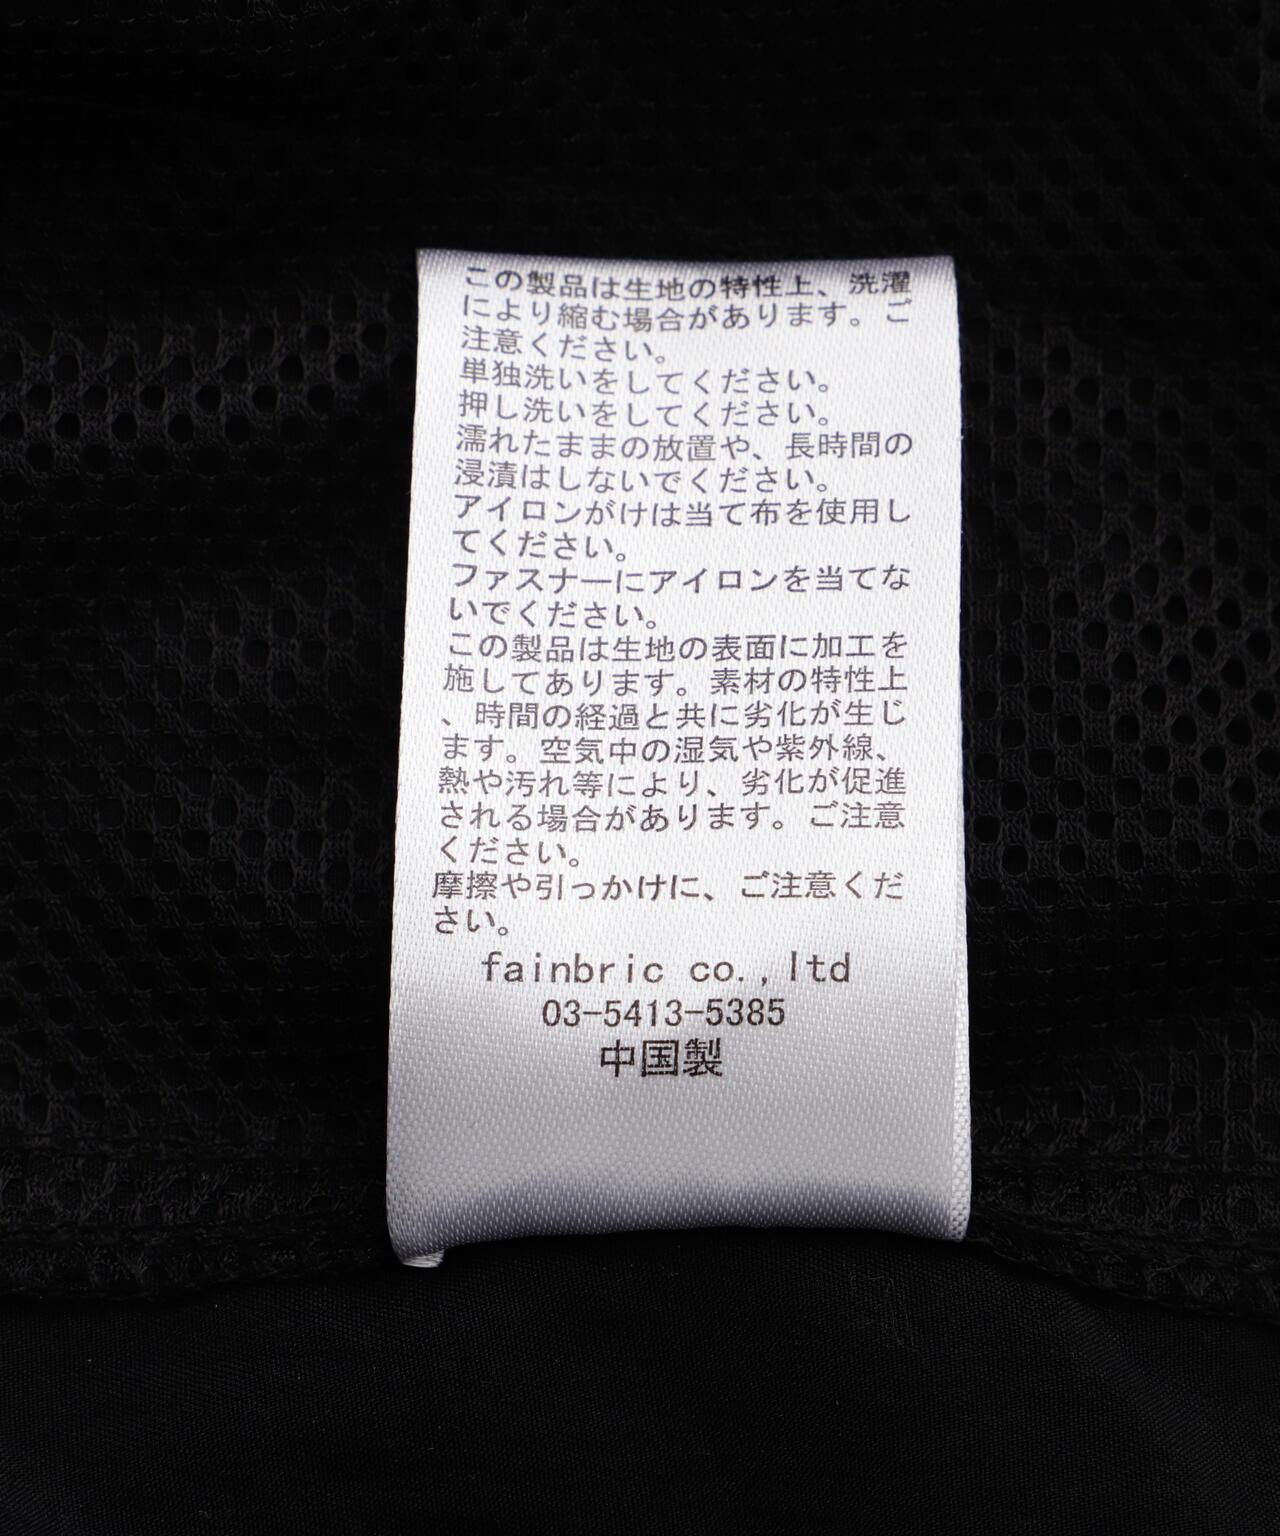 この製品は生地の特性上、洗濯
により縮む場合があります。ご
注意ください。
単独洗いをしてください。
押し洗いをしてください。
濡れたままの放置や、長時間の
浸漬はしないでください。
アイロンがけは当て布を使用し
てください。
ファスナーにアイロンを当てな
いでください。
この製品は生地の表面に加工を
施してあります。素材の特性上
、時間の経過と共に劣化が生じ
ます。空気中の湿気や紫外線、
熱や汚れ等により、劣化が促進
される場合があります。ご注意
ください。
摩擦や引っかけに、ご注意くだ
さい。
fainbric co.,ltd
03-5413-5385
中国製